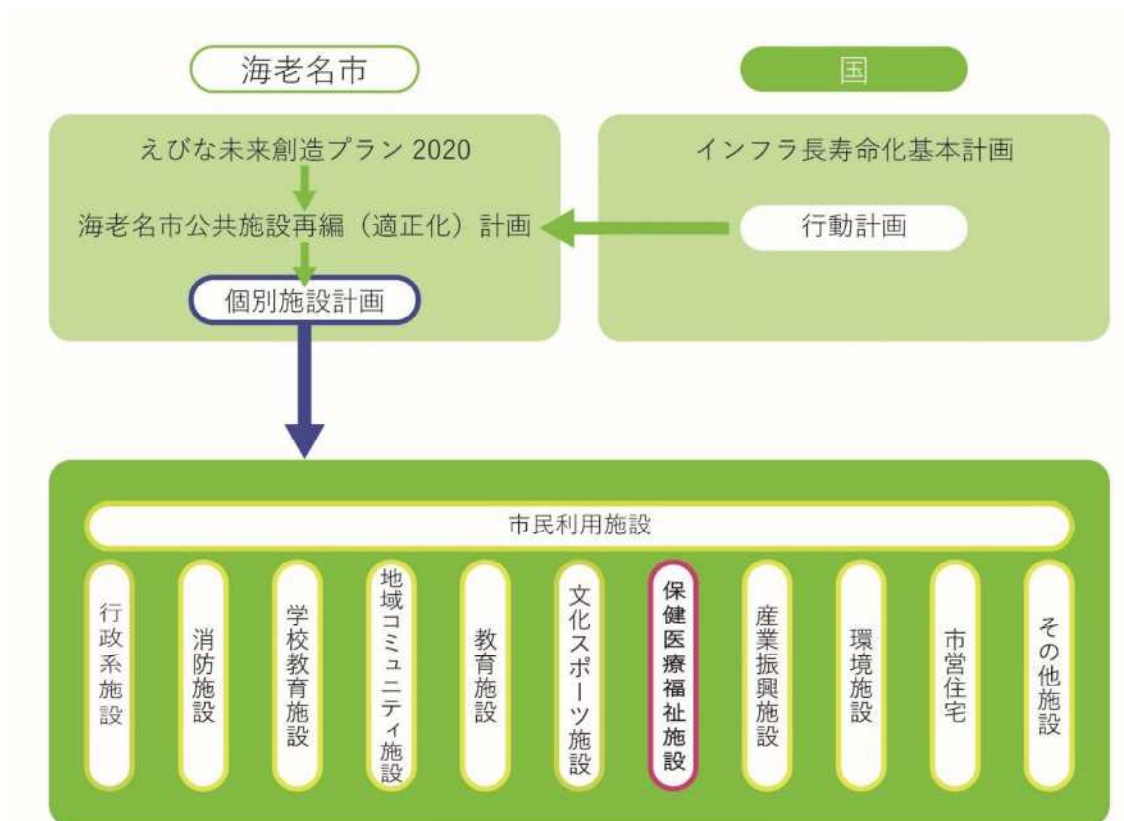 海老名市
国
えびな未来創造プラン 2020
インフラ長寿命化基本計画
海老名市公共施設再編（適正化）計画
行動計画
個別施設計画
市民利用施設
行政系施設
消防施設
学校教育施設
地域コミュニティ施設
教育施設
文化スポーツ施設
保健医療福祉施設
産業振興施設
環境施設
市営住宅
その他施設